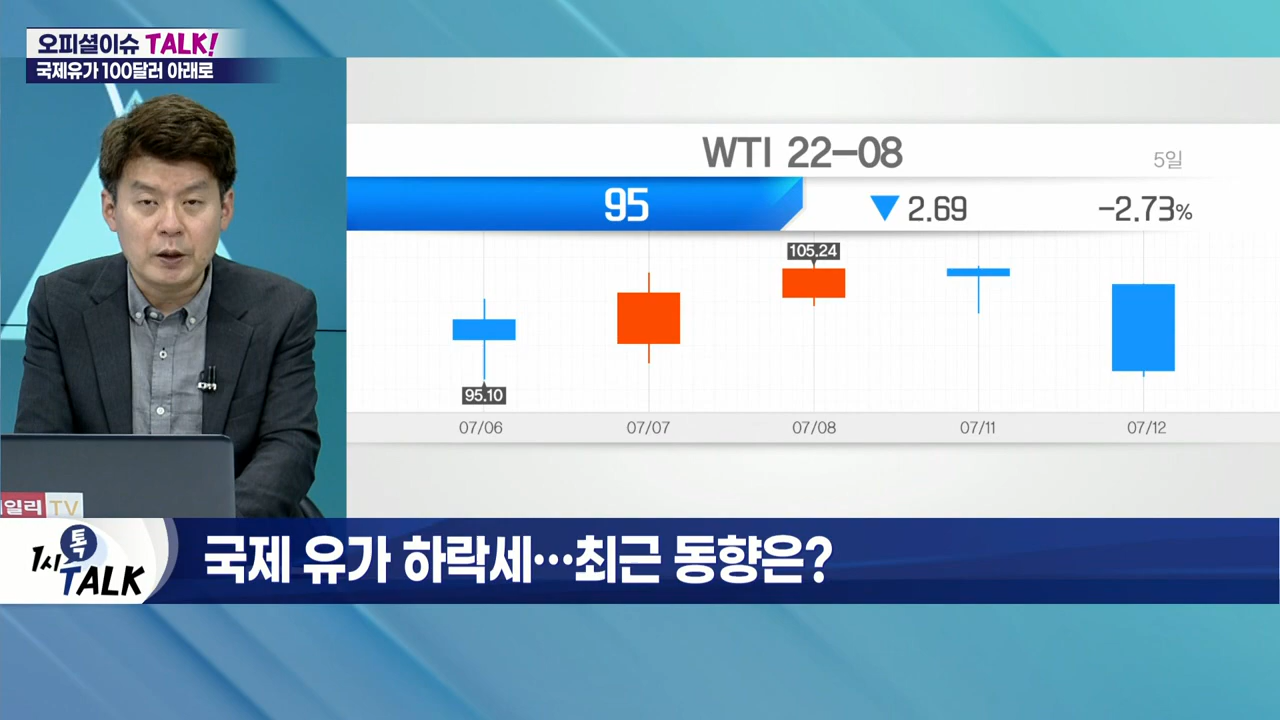 오피셜이슈 TALK!
국제유가 100달러 아래로
WTI 22-08
5일
95
▼ 2.69
-2.73%
105.24
95.10
07/06
07/07
07/08
07/11
07/12
일리 TV
1시 톡 TALK
국제 유가 하락세…최근 동향은?